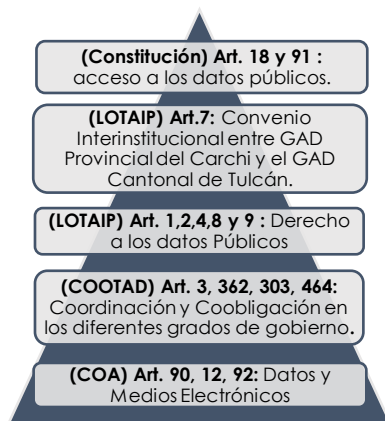 (Constitución) Art. 18 y 91 :
acceso a los datos públicos.
(LOTAIP) Art.7: Convenio
Interinstitucional entre GAD
Provincial del Carchi y el GAD
Cantonal de Tulcán.
(LOTAIP) Art. 1,2,4,8 y 9 : Derecho
a los datos Públicos
(COOTAD) Art. 3, 362, 303, 464:
Coordinación y Coobligación en
los diferentes grados de gobierno.
(COA) Art. 90, 12, 92: Datos y
Medios Electrónicos